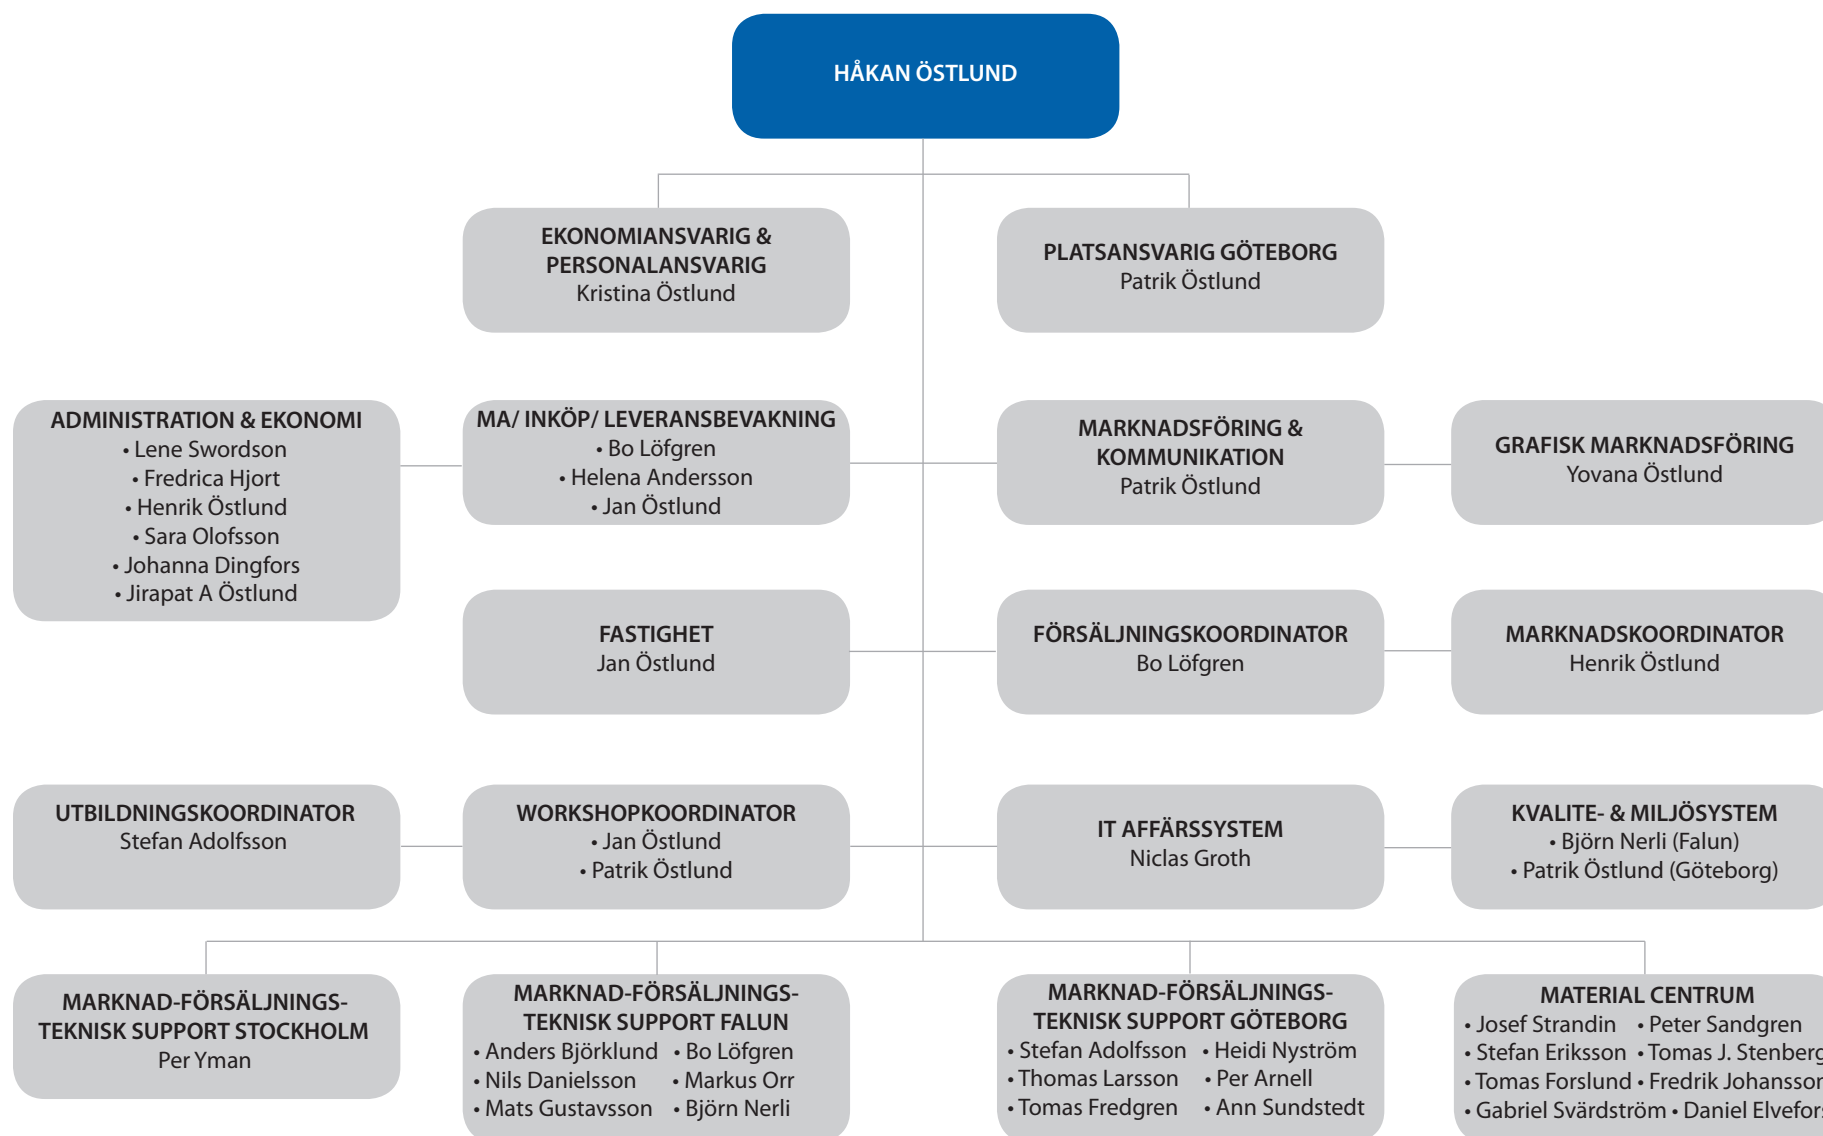 HÅKAN ÖSTLUND
EKONOMIANSVARIG &
PERSONALANSVARIG
Kristina Östlund
PLATSANSVARIG GÖTEBORG
Patrik Östlund
ADMINISTRATION & EKONOMI
• Lene Swordson
• Fredrica Hjort
• Henrik Östlund
• Sara Olofsson
• Johanna Dingfors
• Jirapat A Östlund
MA/ INKÖP/ LEVERANSBEVAKNING
• Bo Löfgren
• Helena Andersson
• Jan Östlund
MARKNADSFÖRING &
KOMMUNIKATION
Patrik Östlund
GRAFISK MARKNADSFÖRING
Yovana Östlund
FASTIGHET
Jan Östlund
FÖRSÄLJNINGSKOORDINATOR
Bo Löfgren
MARKNADSKOORDINATOR
Henrik Östlund
UTBILDNINGSKOORDINATOR
Stefan Adolfsson
WORKSHOPKOORDINATOR
• Jan Östlund
• Patrik Östlund
IT AFFÄRSSYSTEM
Niclas Groth
KVALITE- & MILJÖSYSTEM
• Björn Nerli (Falun)
• Patrik Östlund (Göteborg)
MARKNAD-FÖRSÄLJNINGS-
TEKNISK SUPPORT STOCKHOLM
Per Yman
MARKNAD-FÖRSÄLJNINGS-
TEKNISK SUPPORT FALUN
• Anders Björklund • Bo Löfgren
• Nils Danielsson • Markus Orr
• Mats Gustavsson • Björn Nerli
MARKNAD-FÖRSÄLJNINGS-
TEKNISK SUPPORT GÖTEBORG
• Stefan Adolfsson • Heidi Nyström
• Thomas Larsson • Per Arnell
• Tomas Fredgren • Ann Sundstedt
MATERIAL CENTRUM
• Josef Strandin • Peter Sandgren
• Stefan Eriksson • Tomas J. Stenberg
• Tomas Forslund • Fredrik Johansson
• Gabriel Svärdström • Daniel Elvefors